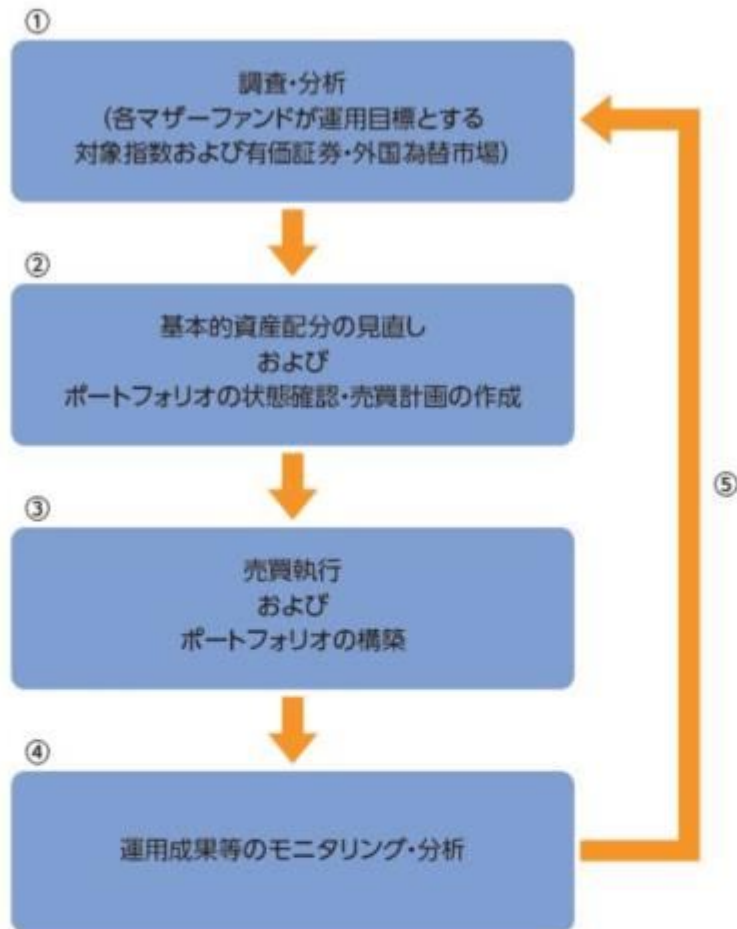 ①
調査・分析
(各マザーファンドが運用目標とする
対象指数および有価証券・外国為替市場)
②
基本的資産配分の見直し
および
ポートフォリオの状態確認・売買計画の作成
③
売買執行
および
ポートフォリオの構築
④
運用成果等のモニタリング・分析
⑤